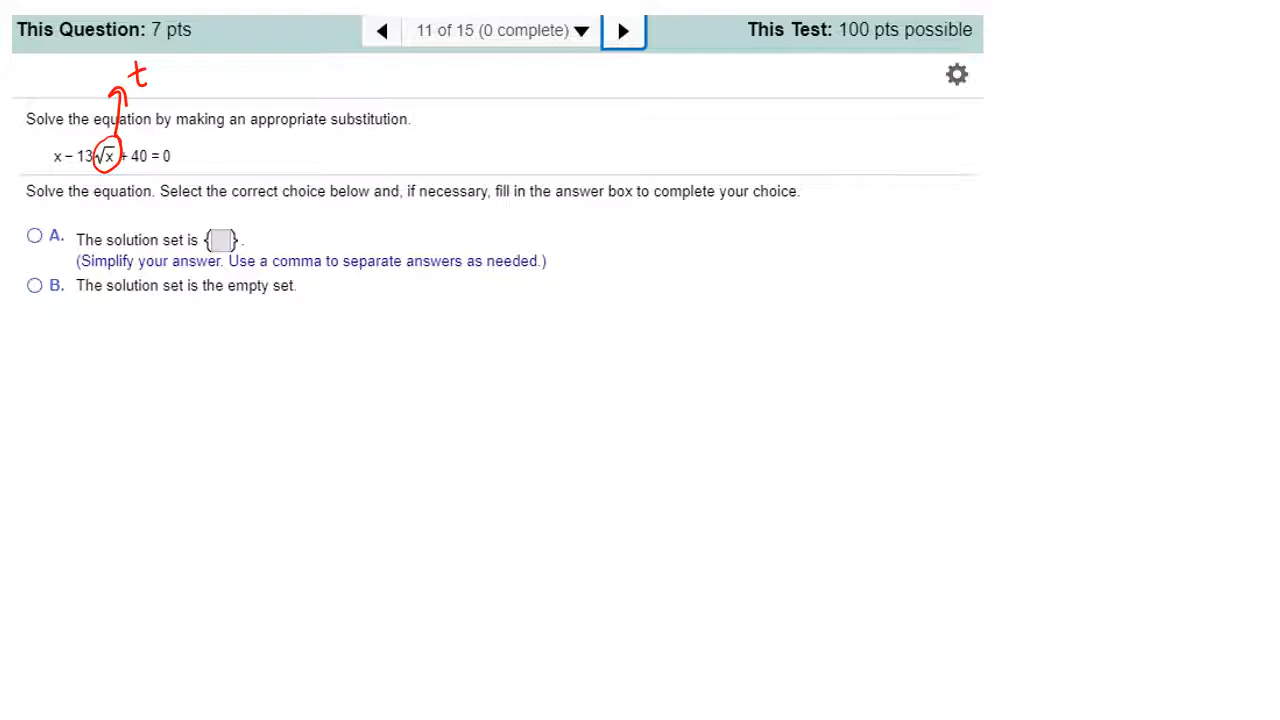 This Question: 7 pts 11 of 15 (0 complete) This Test: 100 pts possible
t
Solve the equation by making an appropriate substitution.
x − 13√x + 40 = 0
Solve the equation. Select the correct choice below and, if necessary, fill in the answer box to complete your choice.
A. The solution set is { }.
(Simplify your answer. Use a comma to separate answers as needed.)
B. The solution set is the empty set.